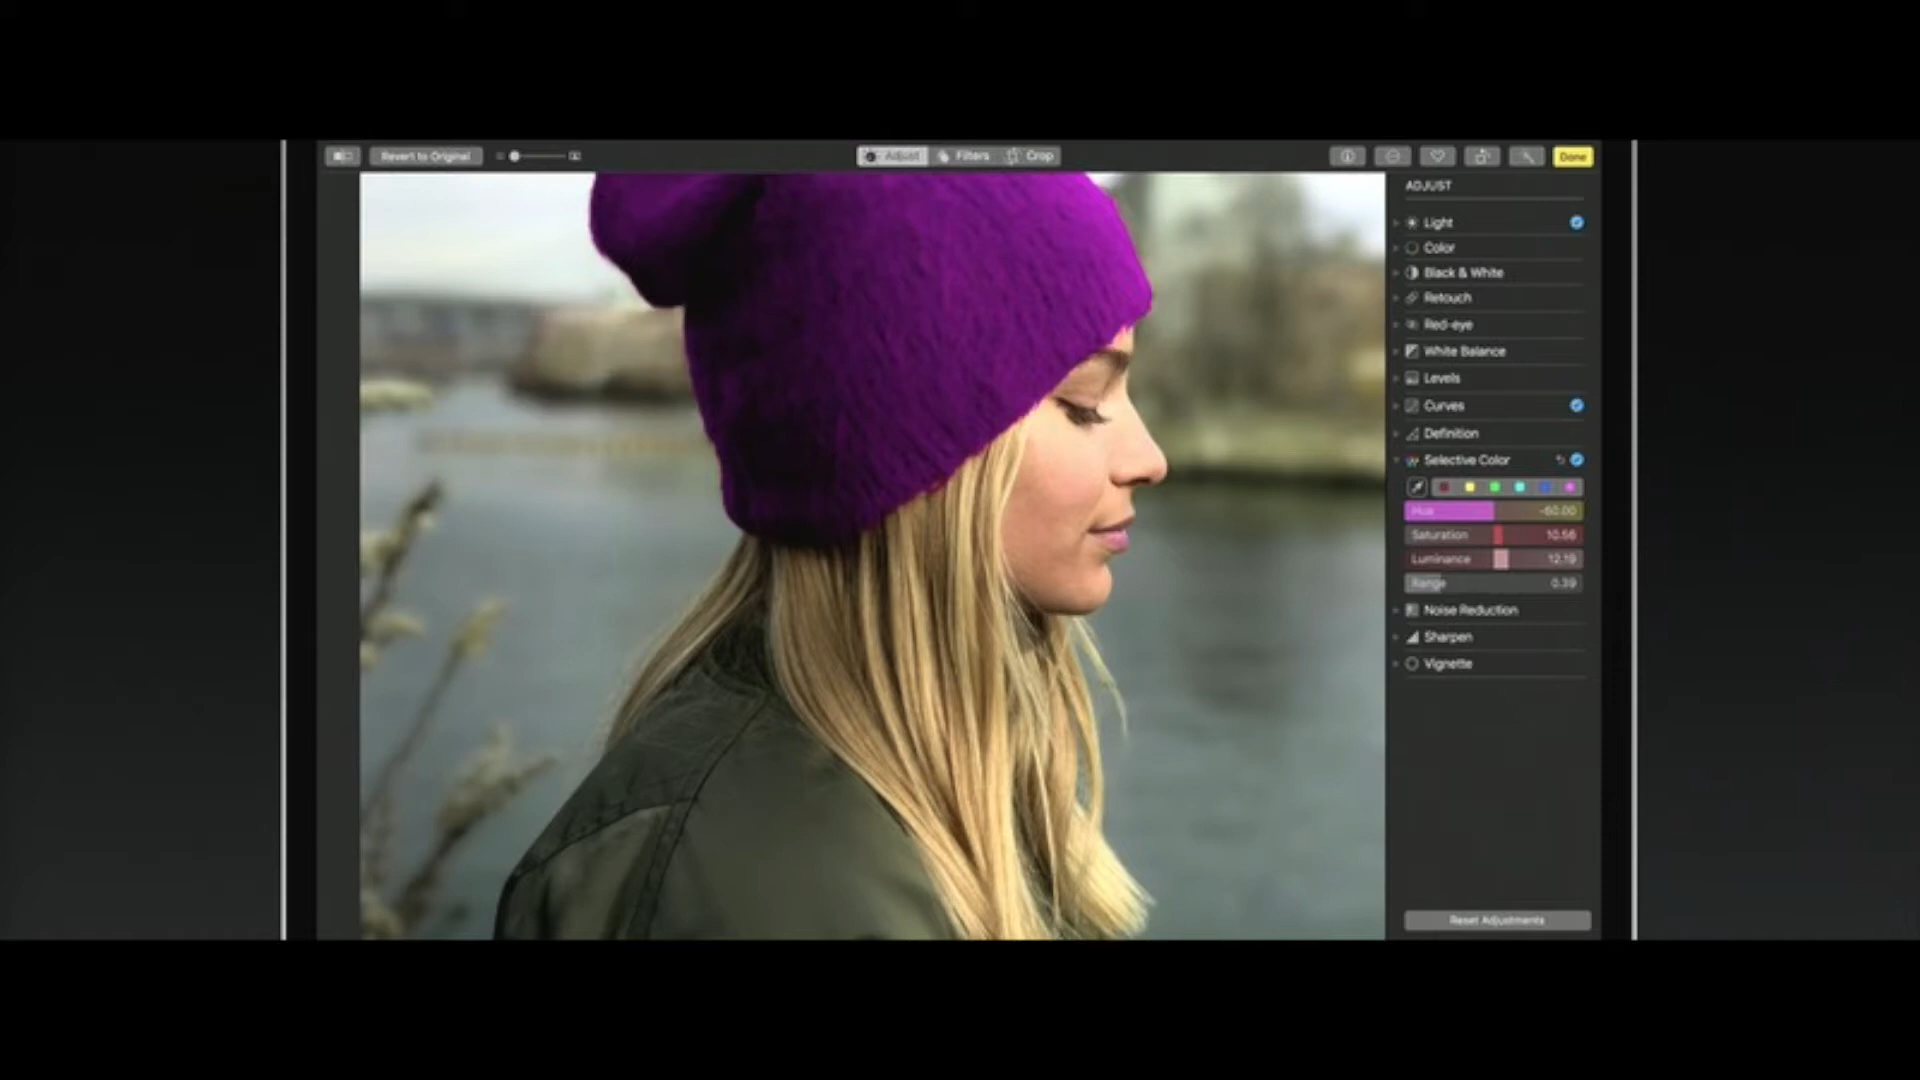 Revert to Original
Adjust Filters Crop
Done
ADJUST
Light
Color
Black & White
Retouch
Red-eye
White Balance
Levels
Curves
Definition
Selective Color
Hue -60.00
Saturation 10.56
Luminance 12.19
Range 0.39
Noise Reduction
Sharpen
Vignette
Reset Adjustments